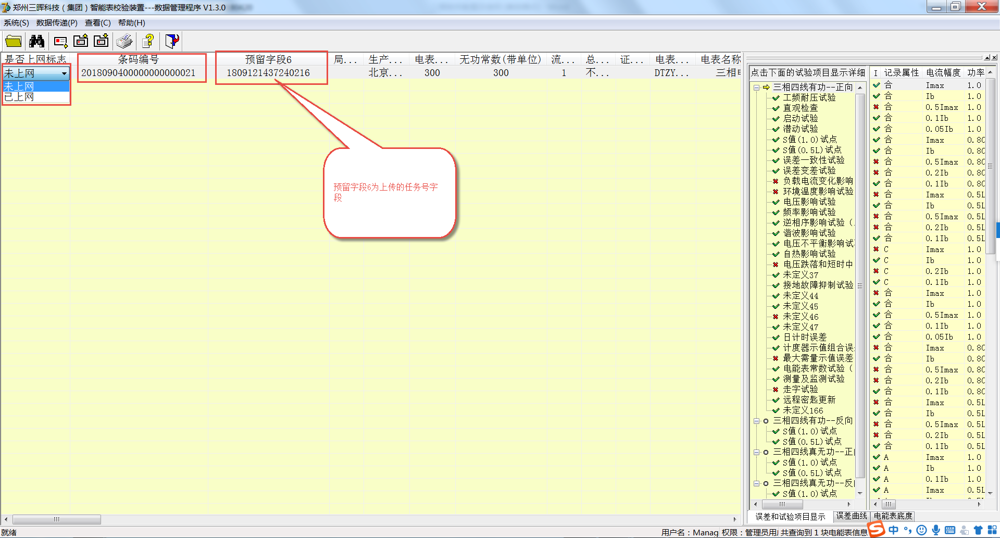 郑州三晖科技（集团）智能表校验装置---数据管理程序 V1.3.0
系统(S) 数据传递(P) 查看(C) 帮助(H)
是否上网标志 条码编号 预留字段6 局... 生产... 电表... 无功常数(带单位) 流... 总... 证... 电表... 电表名称
未上网 2018090400000000000021 1809121437240216 北京... 300 300 1 不... DTZY... 三相电
未上网
已上网
预留字段6为上传的任务号字
段
点击下面的试验项目显示详细
三相四线有功--正向
工频耐压试验
直观检查
启动试验
潜动试验
S值(1.0)试点
S值(0.5L)试点
误差一致性试验
误差变差试验
负载电流变化影响
环境温度影响试验
电压影响试验
频率影响试验
逆相序影响试验（
谐波影响试验
电压不平衡影响试
自热影响试验
电压跌落和短时中
未定义37
接地故障抑制试验
未定义44
未定义45
未定义46
未定义47
日计时误差
计度器示值组合误
最大需量示值误差
电能表常数试验（
测量及监测试验
走字试验
远程密匙更新
未定义166
三相四线有功--反向
S值(1.0)试点
S值(0.5L)试点
三相四线真无功--正
S值(1.0)试点
S值(0.5L)试点
三相四线真无功--反
S值(1.0)试点
I 记录属性 电流幅度 功率
合 Imax 1.0
合 Ib 1.0
合 0.5Imax 1.0
合 0.1Ib 1.0
合 0.05Ib 1.0
合 Imax 0.8C
合 Ib 0.8C
合 0.5Imax 0.8C
合 0.2Ib 0.8C
合 0.1Ib 0.8C
合 Imax 0.5L
合 Ib 0.5L
合 0.5Imax 0.5L
合 0.2Ib 0.5L
合 0.1Ib 0.5L
C Imax 1.0
C Ib 1.0
C 0.2Ib 1.0
C 0.1Ib 1.0
合 Imax 1.0
合 Ib 1.0
合 0.5Imax 1.0
合 0.1Ib 1.0
合 0.05Ib 1.0
合 Imax 0.8C
合 Ib 0.8C
合 0.5Imax 0.8C
合 0.2Ib 0.8C
合 0.1Ib 0.8C
合 Imax 0.5L
合 Ib 0.5L
合 0.5Imax 0.5L
合 0.2Ib 0.5L
合 0.1Ib 0.5L
A Imax 1.0
A Ib 1.0
A 0.1Ib 1.0
A Imax 0.5L
误差和试验项目显示 误差曲线 电能表底度
就绪 用户名：Manag 权限：管理员用 共查询到 1 块电能表信息 中